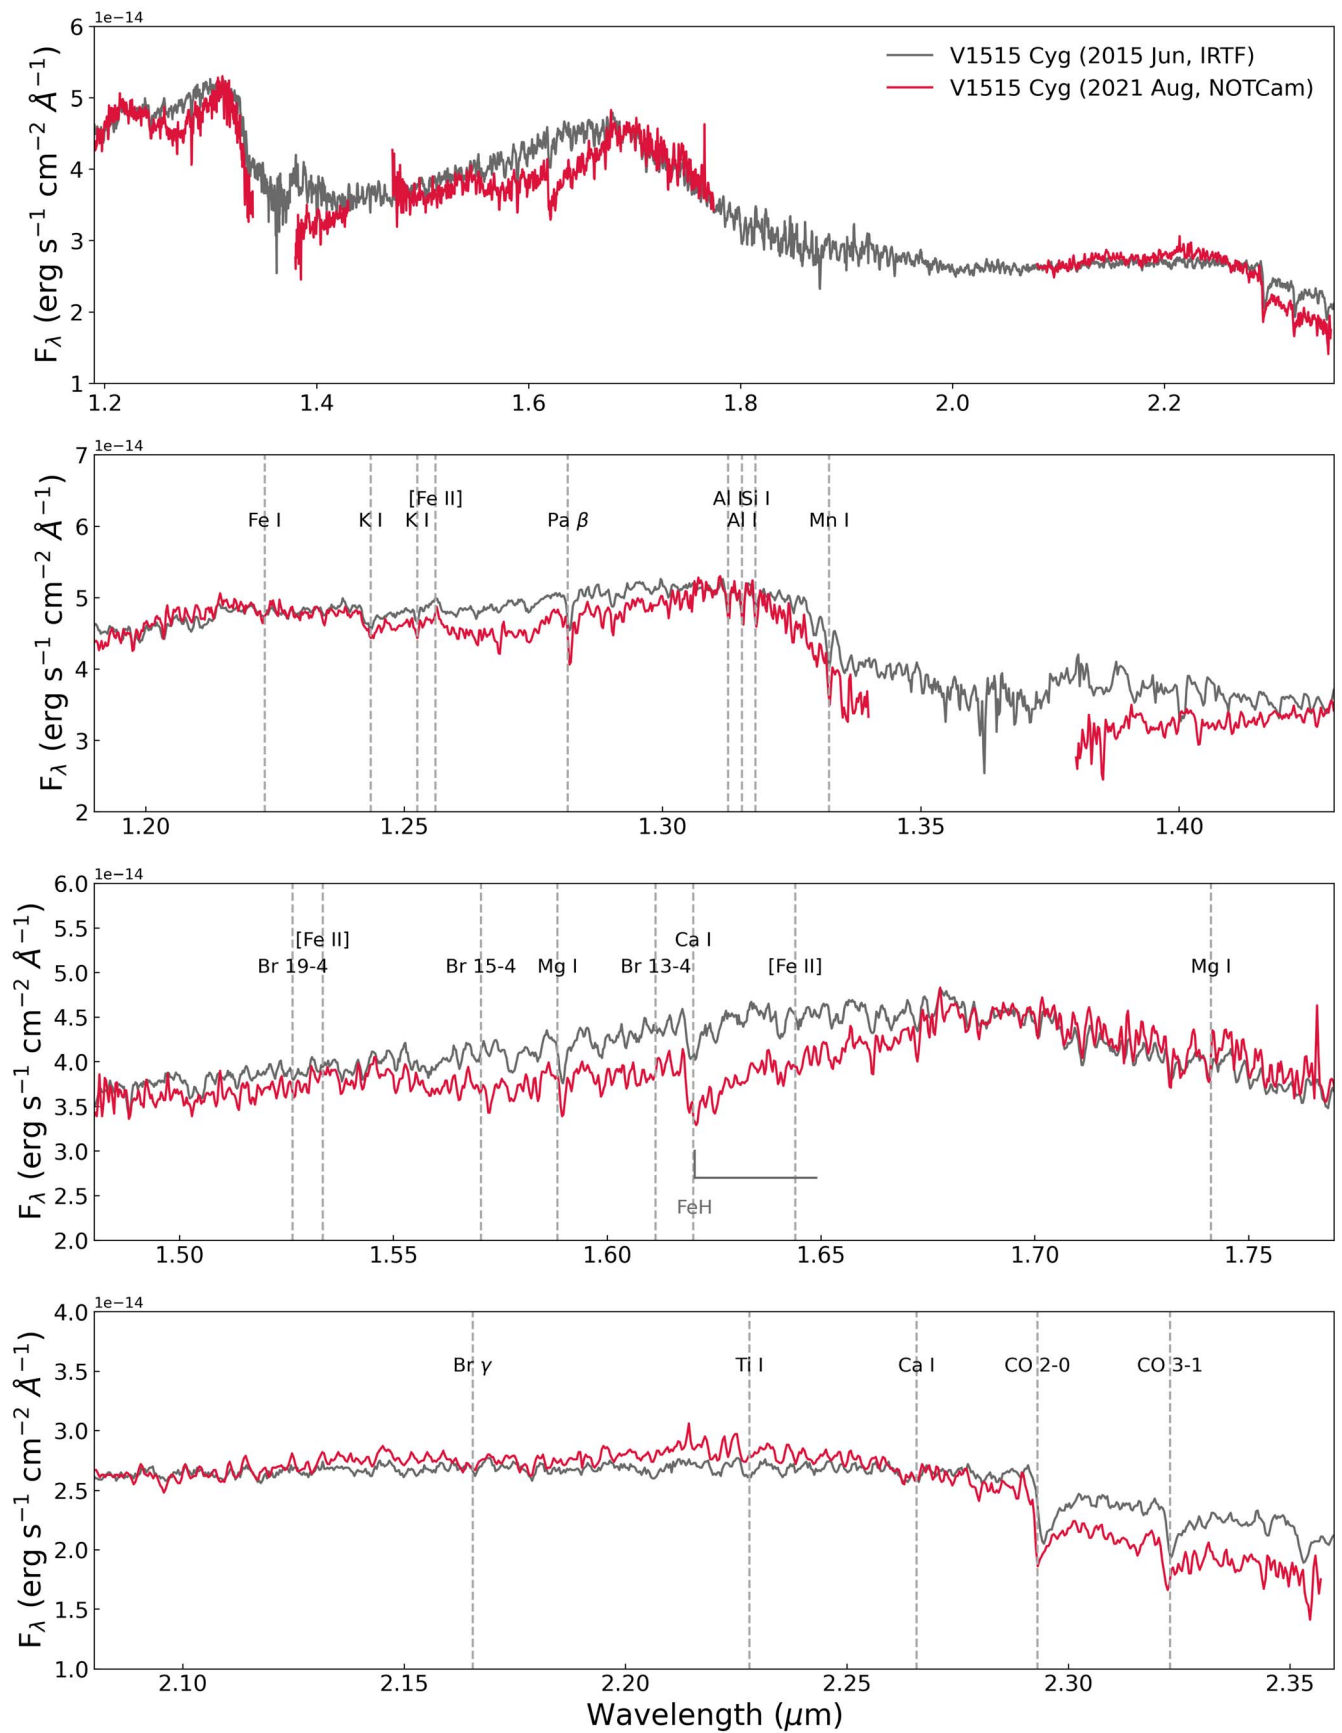 1e−14
6
V1515 Cyg (2015 Jun, IRTF)
V1515 Cyg (2021 Aug, NOTCam)
5
4
3
2
1
F_λ (erg s⁻¹ cm⁻² Å⁻¹)
1.2 1.4 1.6 1.8 2.0 2.2
1e−14
7
[Fe II] Al I Si I
Fe I K I K I Pa β Al I Mn I
6
5
4
3
2
F_λ (erg s⁻¹ cm⁻² Å⁻¹)
1.20 1.25 1.30 1.35 1.40
1e−14
6.0
5.5
[Fe II] Ca I
Br 19-4 Br 15-4 Mg I Br 13-4 [Fe II] Mg I
5.0
4.5
4.0
3.5
3.0
2.5
FeH
2.0
F_λ (erg s⁻¹ cm⁻² Å⁻¹)
1.50 1.55 1.60 1.65 1.70 1.75
1e−14
4.0
Br γ Ti I Ca I CO 2-0 CO 3-1
3.5
3.0
2.5
2.0
1.5
1.0
F_λ (erg s⁻¹ cm⁻² Å⁻¹)
2.10 2.15 2.20 2.25 2.30 2.35
Wavelength (μm)